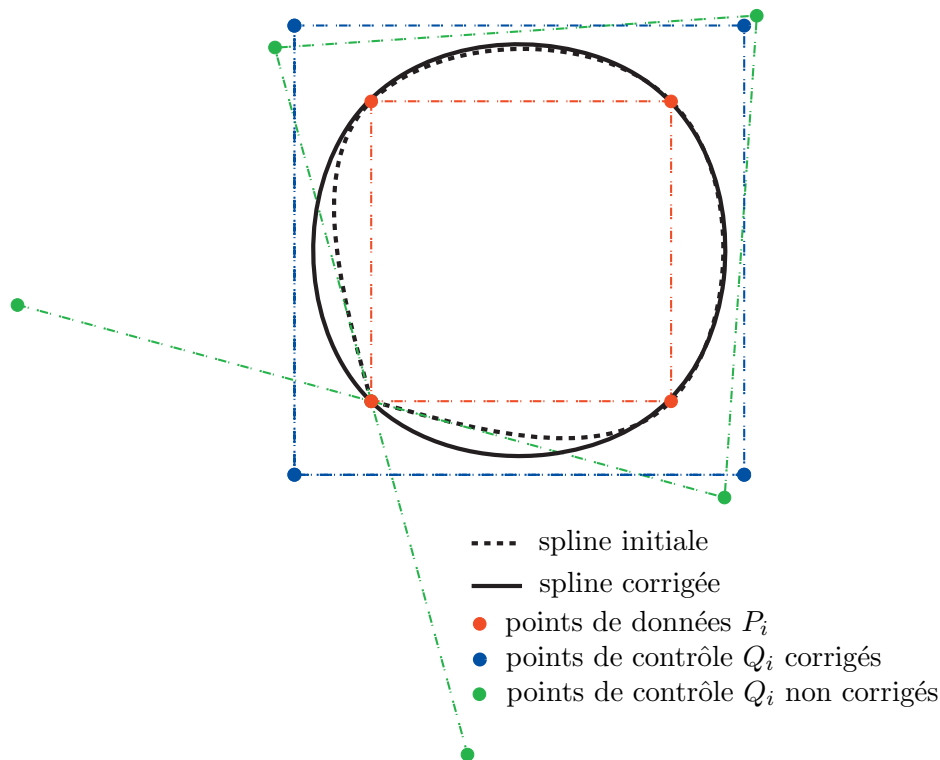 spline initiale
spline corrigée
points de données P_i
points de contrôle Q_i corrigés
points de contrôle Q_i non corrigés